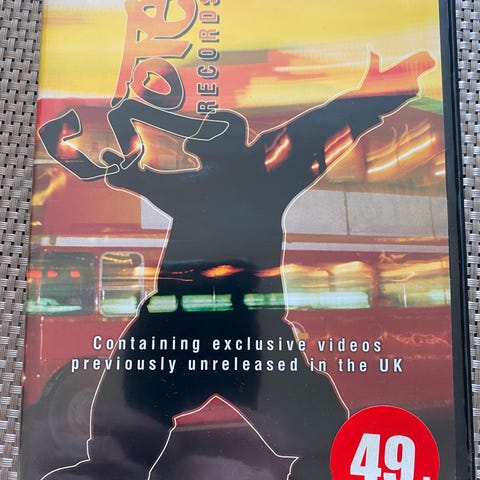 RECORDS
Containing exclusive videos
previously unreleased in the UK
49